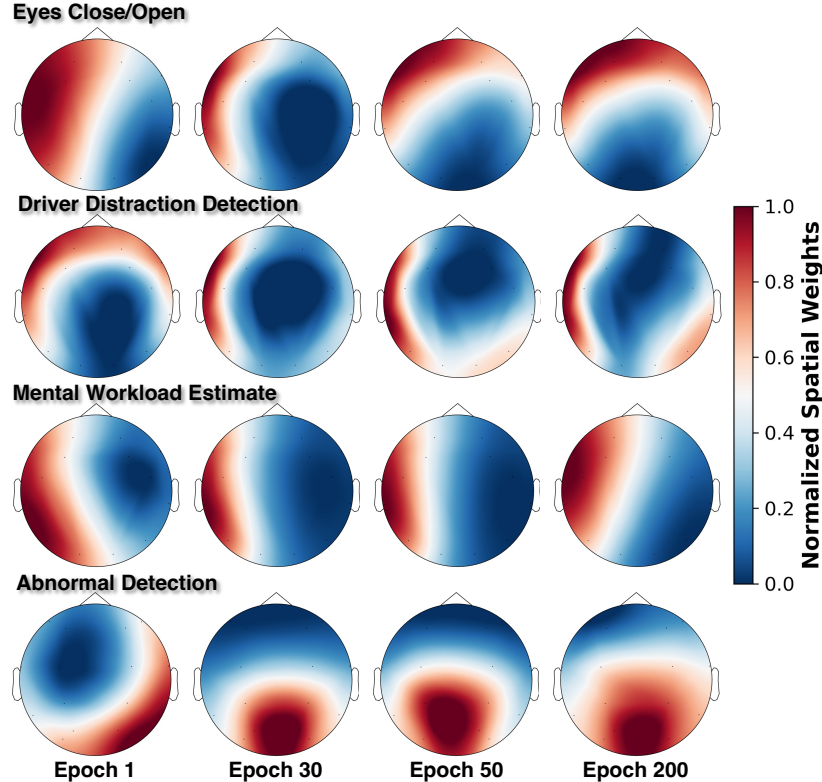 Eyes Close/Open
Driver Distraction Detection
Mental Workload Estimate
Abnormal Detection
Epoch 1
Epoch 30
Epoch 50
Epoch 200
1.0
0.8
0.6
0.4
0.2
0.0
Normalized Spatial Weights